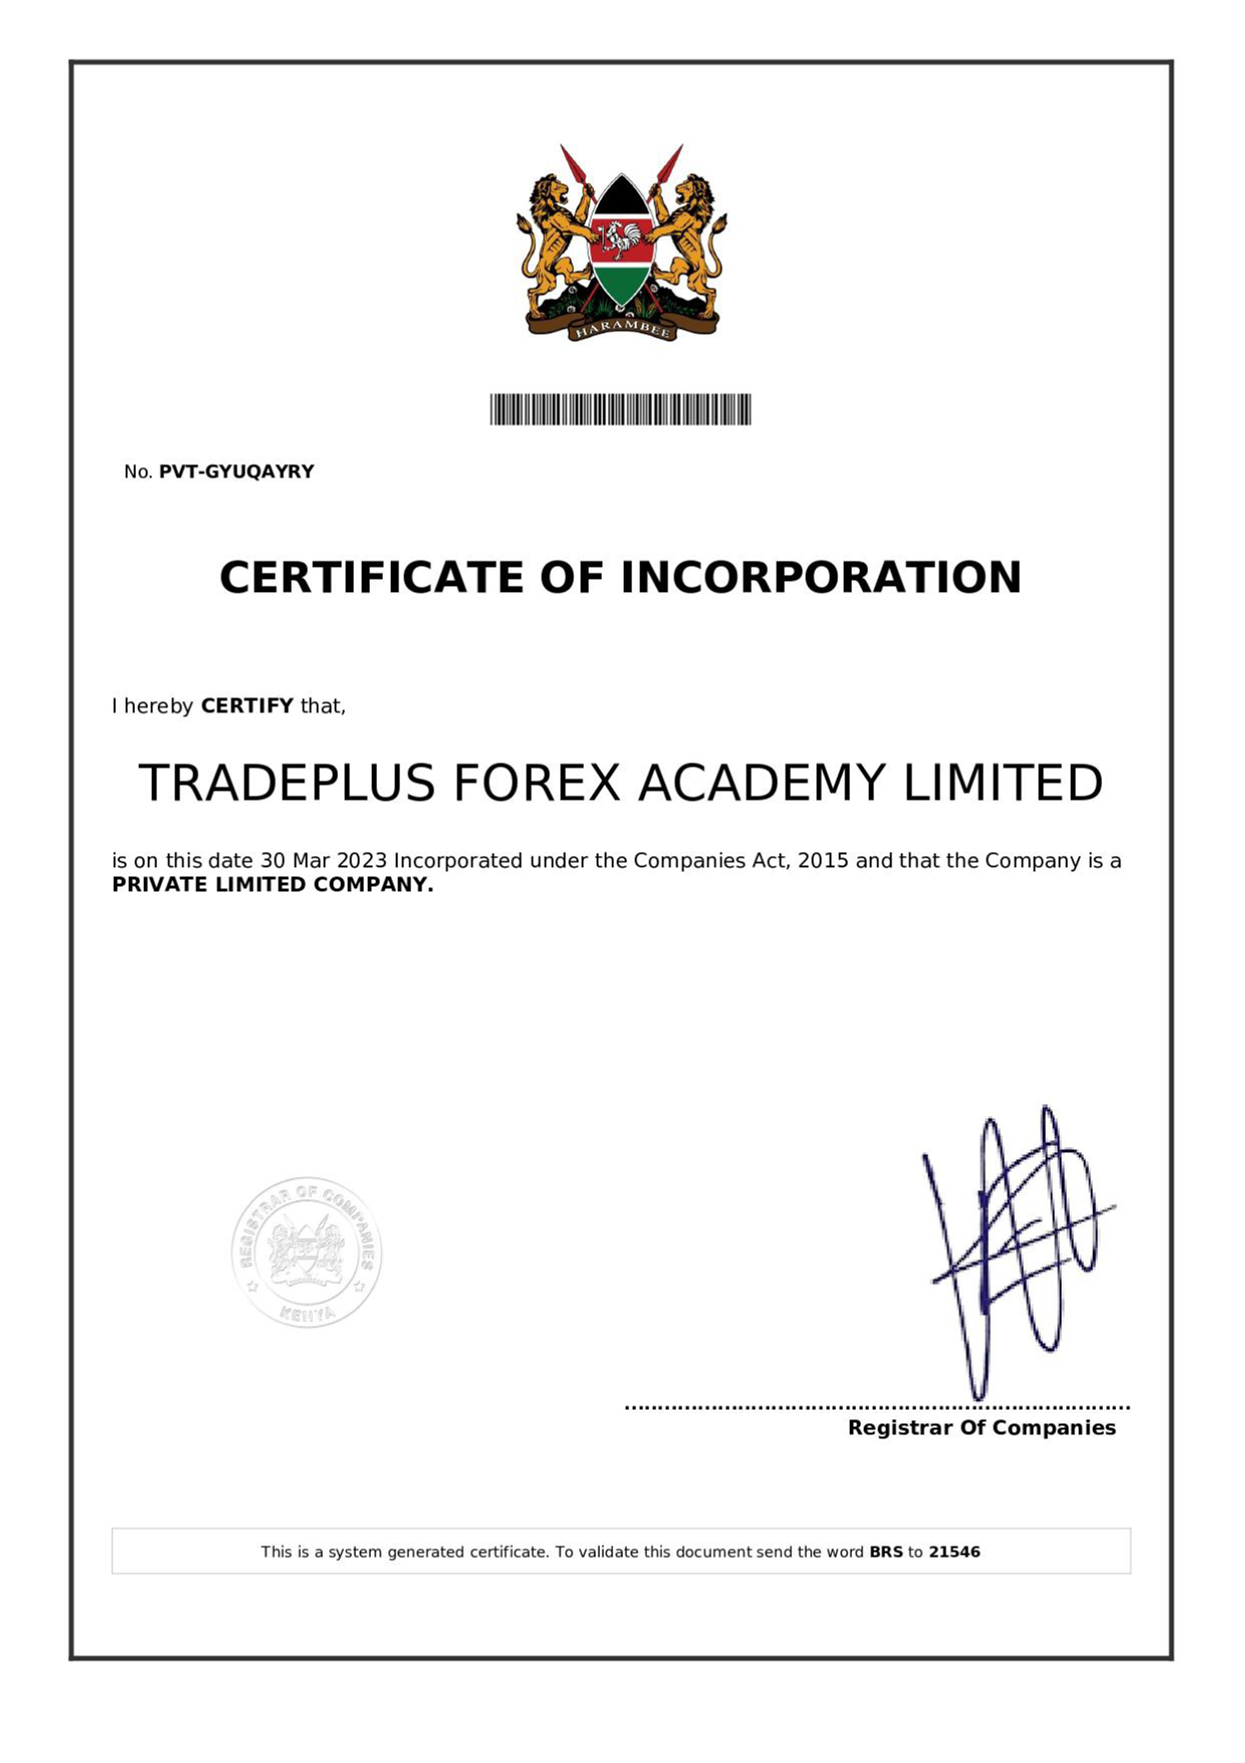 HARAMBEE
No. PVT-GYUQAYRY
CERTIFICATE OF INCORPORATION
I hereby CERTIFY that,
TRADEPLUS FOREX ACADEMY LIMITED
is on this date 30 Mar 2023 Incorporated under the Companies Act, 2015 and that the Company is a
PRIVATE LIMITED COMPANY.
REGISTRAR OF COMPANIES
KENYA
Registrar Of Companies
This is a system generated certificate. To validate this document send the word BRS to 21546